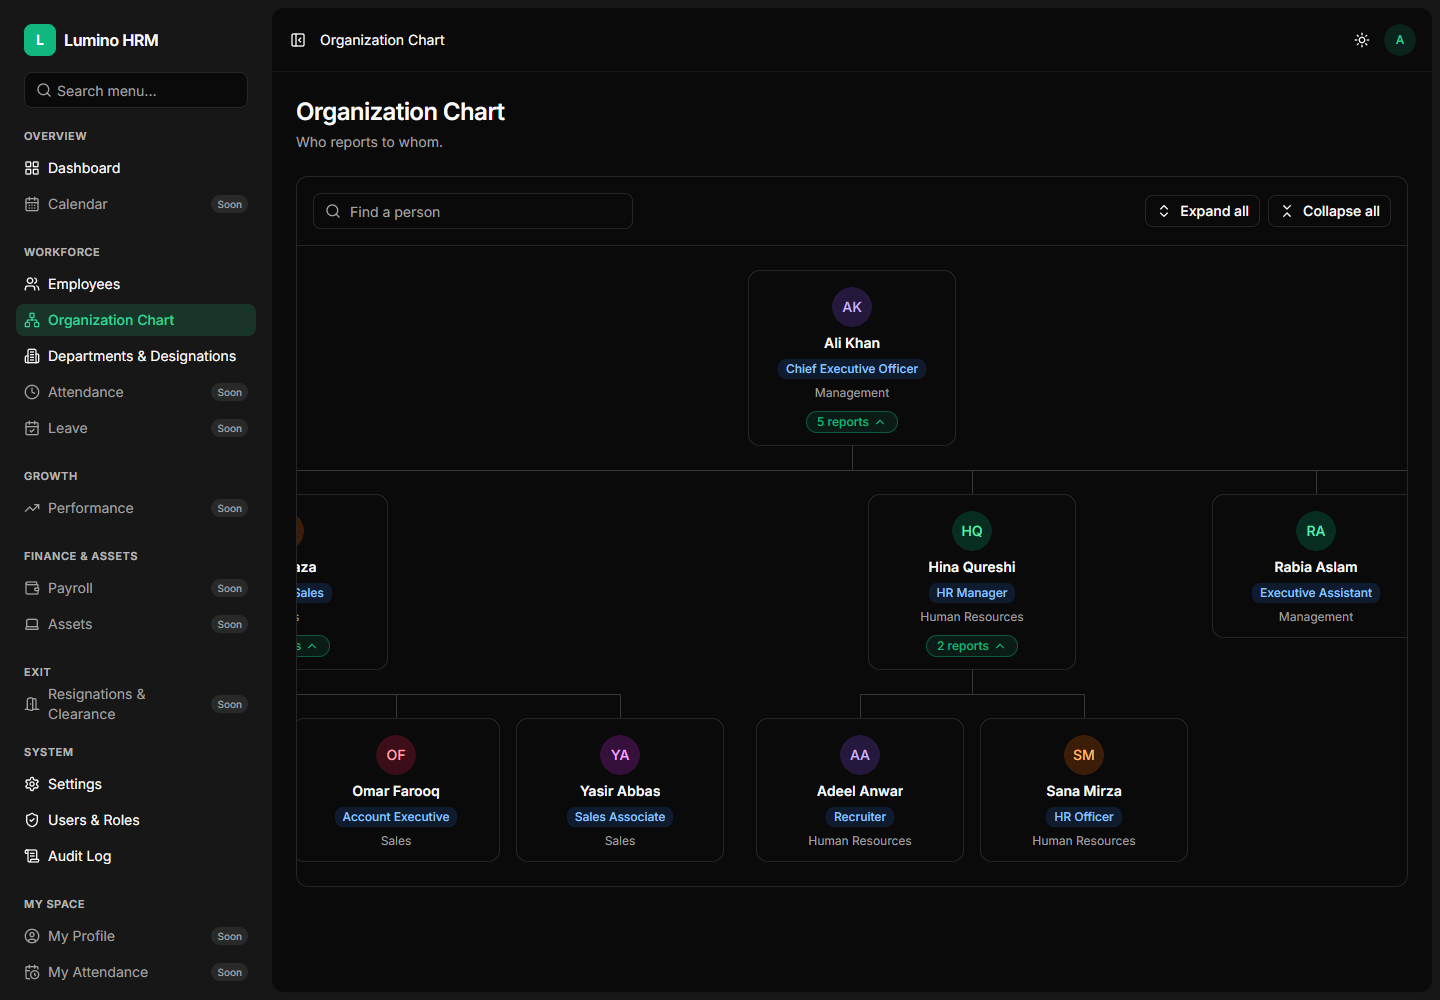 L
Lumino HRM
Search menu...
OVERVIEW
Dashboard
Calendar Soon
WORKFORCE
Employees
Organization Chart
Departments & Designations
Attendance Soon
Leave Soon
GROWTH
Performance Soon
FINANCE & ASSETS
Payroll Soon
Assets Soon
EXIT
Resignations &
Clearance Soon
SYSTEM
Settings
Users & Roles
Audit Log
MY SPACE
My Profile Soon
My Attendance Soon
Organization Chart
A
Organization Chart
Who reports to whom.
Find a person
Expand all
Collapse all
AK
Ali Khan
Chief Executive Officer
Management
5 reports
aza
Sales
s
s
HQ
Hina Qureshi
HR Manager
Human Resources
2 reports
RA
Rabia Aslam
Executive Assistant
Management
OF
Omar Farooq
Account Executive
Sales
YA
Yasir Abbas
Sales Associate
Sales
AA
Adeel Anwar
Recruiter
Human Resources
SM
Sana Mirza
HR Officer
Human Resources